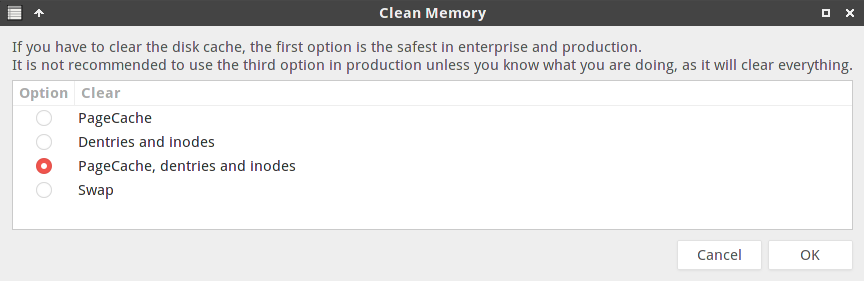 Clean Memory
If you have to clear the disk cache, the first option is the safest in enterprise and production.
It is not recommended to use the third option in production unless you know what you are doing, as it will clear everything.
Option Clear
PageCache
Dentries and inodes
PageCache, dentries and inodes
Swap
Cancel OK